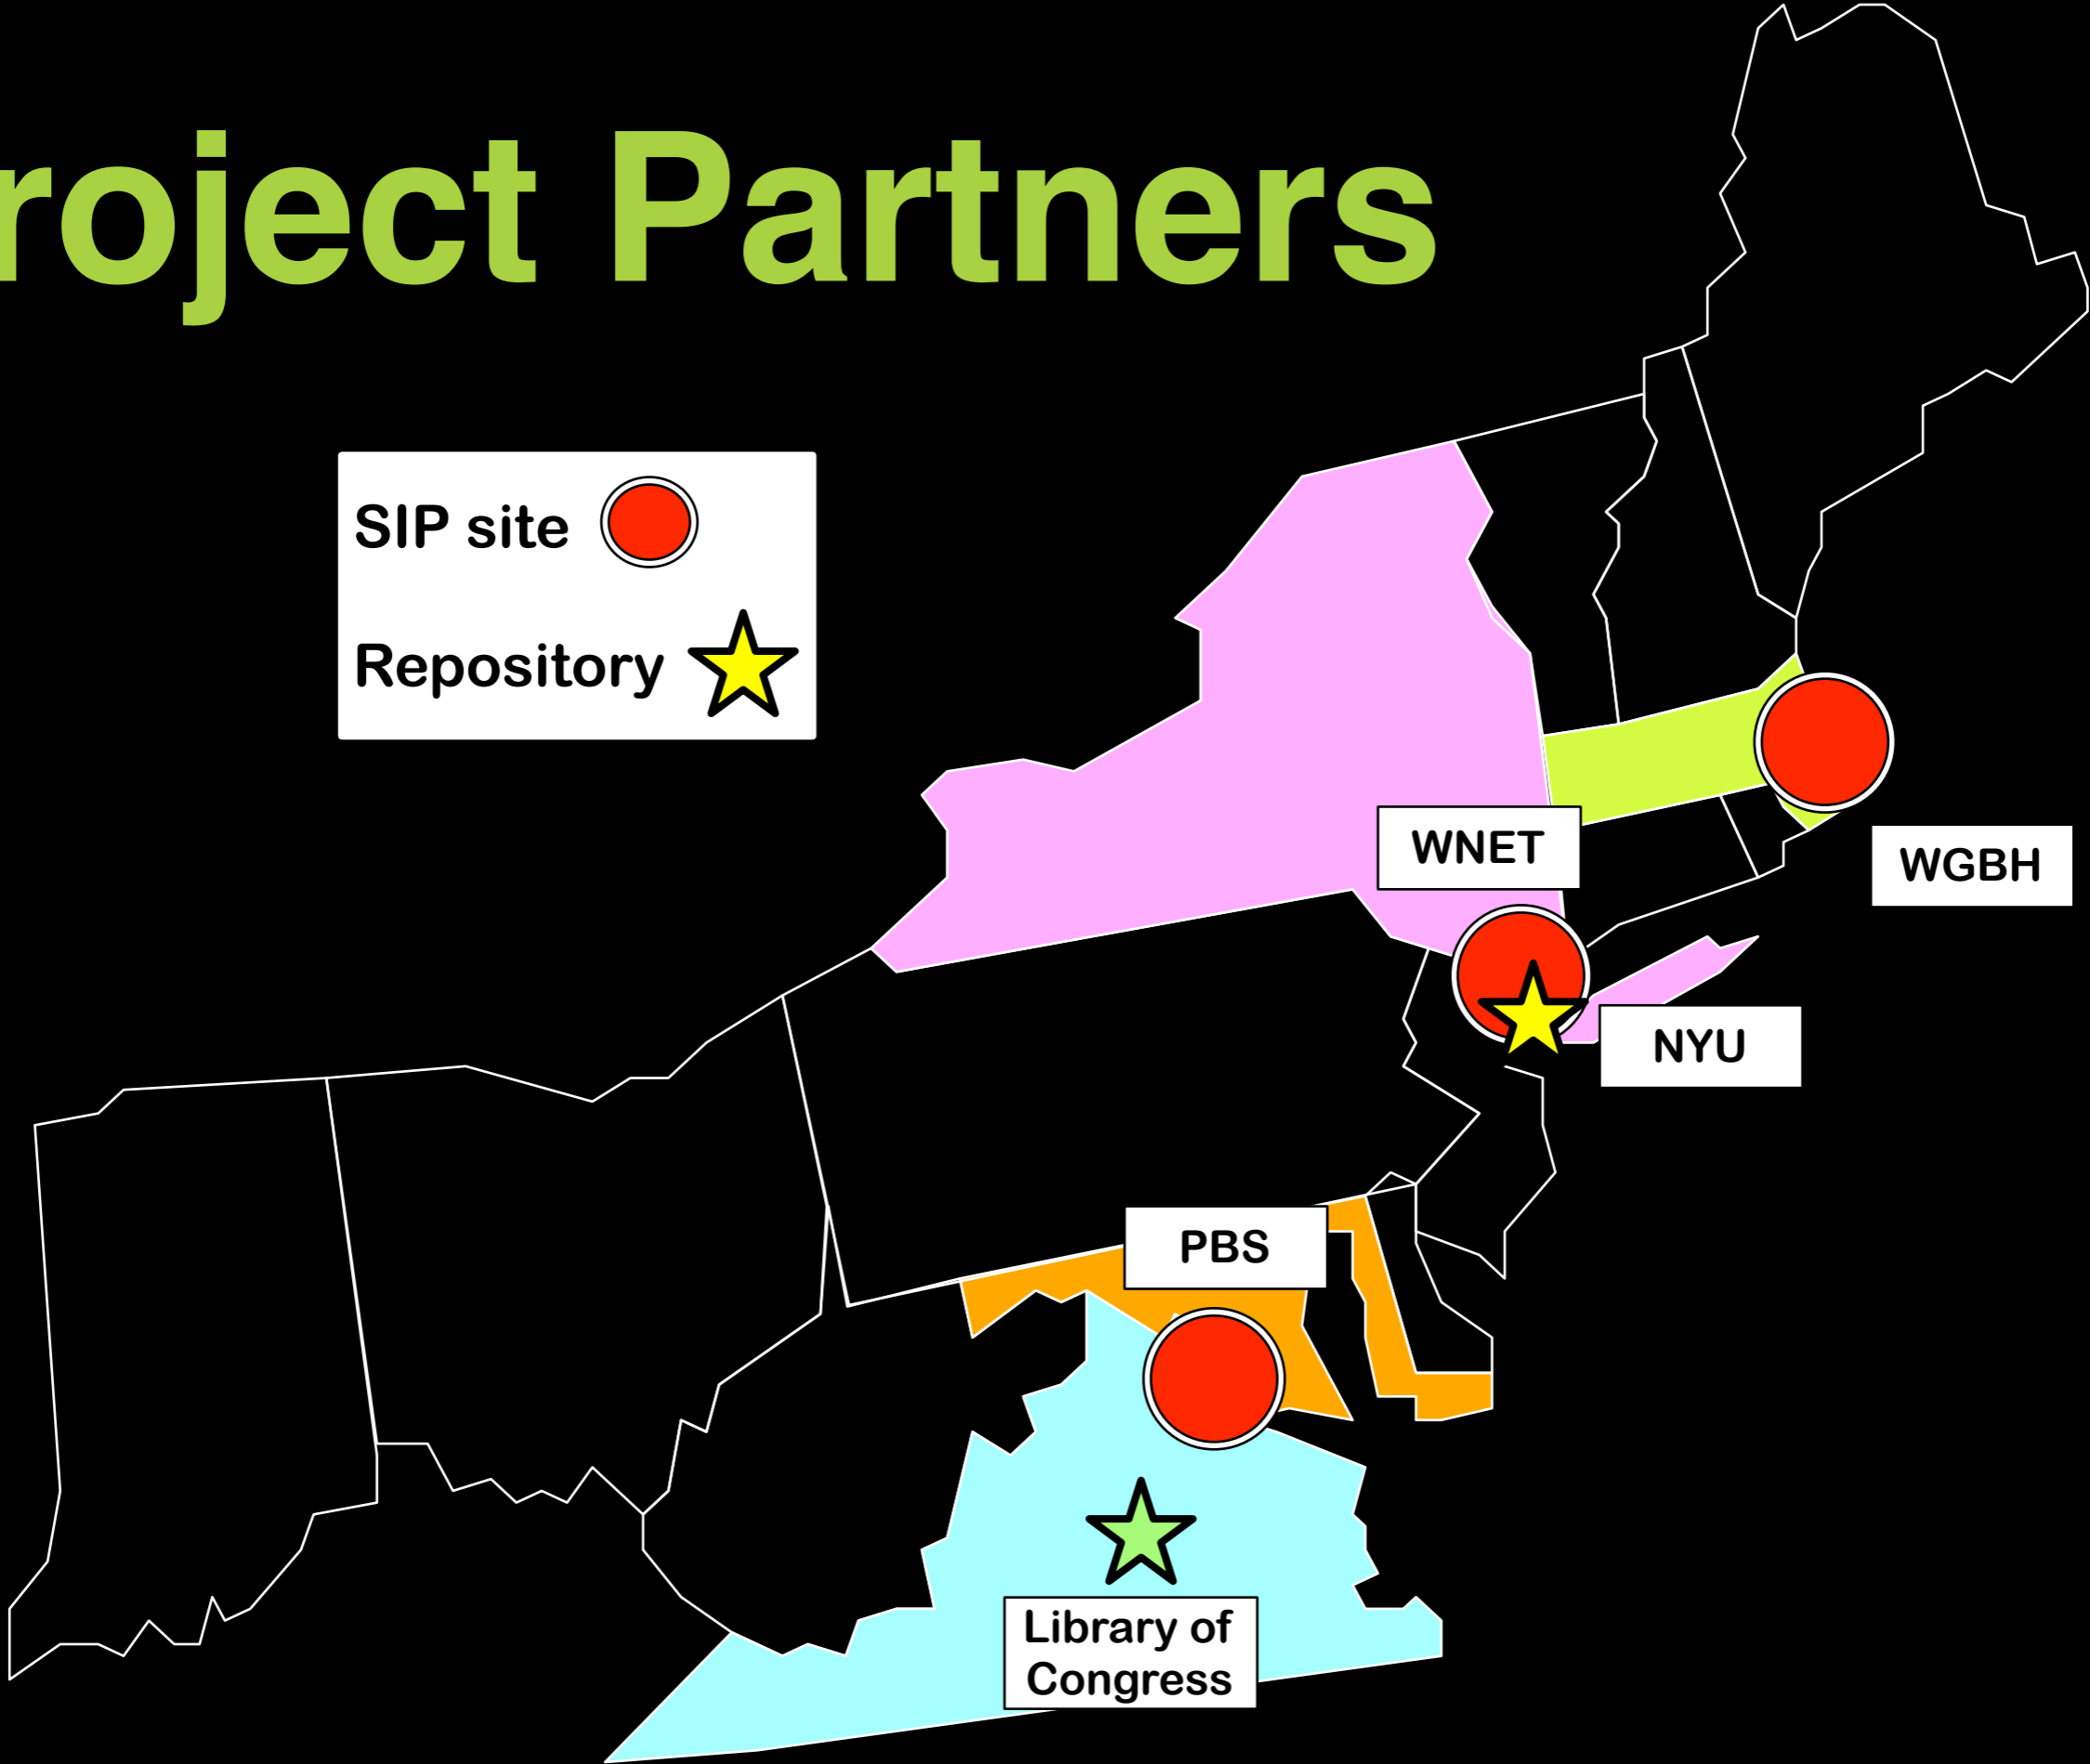 roject Partners
SIP site
Repository
WNET
WGBH
NYU
PBS
Library of
Congress